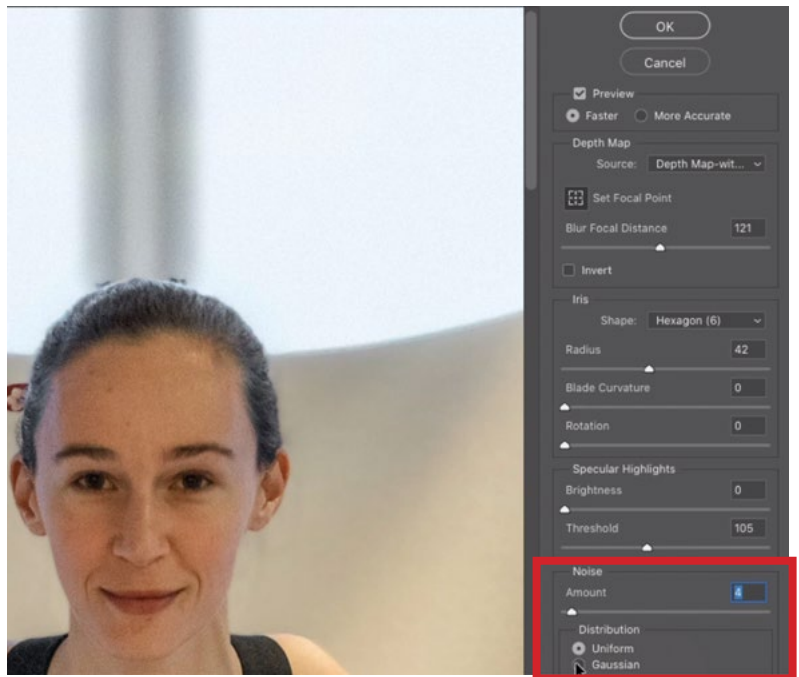 OK
Cancel
Preview
Faster More Accurate
Depth Map
Source: Depth Map-wit...
Set Focal Point
Blur Focal Distance 121
Invert
Iris
Shape: Hexagon (6)
Radius 42
Blade Curvature 0
Rotation 0
Specular Highlights
Brightness 0
Threshold 105
Noise
Amount 4
Distribution
Uniform
Gaussian